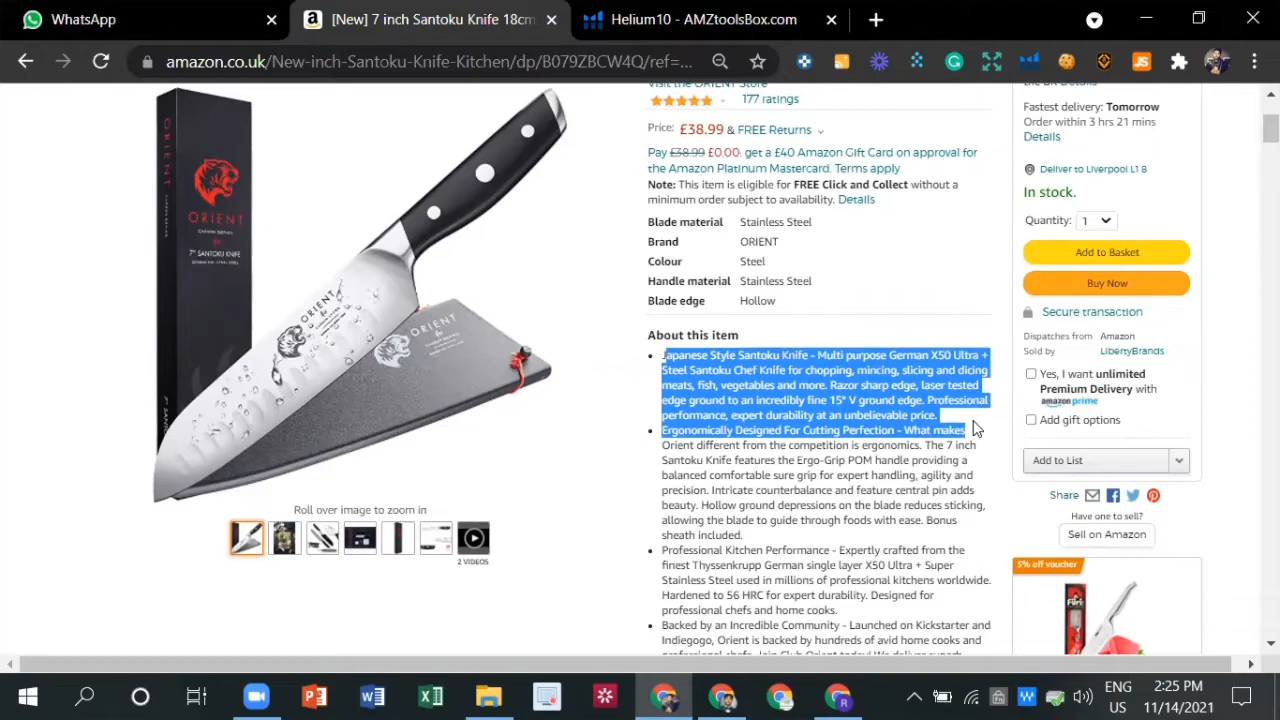 WhatsApp
[New] 7 inch Santoku Knife 18cm
Helium10 - AMZtoolsBox.com
amazon.co.uk/New-inch-Santoku-Knife-Kitchen/dp/B079ZBCW4Q/ref=...
Visit the ORIENT Store
177 ratings
Price: £38.99 & FREE Returns
Pay £38.99 £0.00. get a £40 Amazon Gift Card on approval for
the Amazon Platinum Mastercard. Terms apply
Note: This item is eligible for FREE Click and Collect without a
minimum order subject to availability. Details
Blade material Stainless Steel
Brand ORIENT
Colour Steel
Handle material Stainless Steel
Blade edge Hollow
About this item
Japanese Style Santoku Knife - Multi purpose German X50 Ultra +
Steel Santoku Chef Knife for chopping, mincing, slicing and dicing
meats, fish, vegetables and more. Razor sharp edge, laser tested
edge ground to an incredibly fine 15° V ground edge. Professional
performance, expert durability at an unbelievable price.
Ergonomically Designed For Cutting Perfection - What makes
Orient different from the competition is ergonomics. The 7 inch
Santoku Knife features the Ergo-Grip POM handle providing a
balanced comfortable sure grip for expert handling, agility and
precision. Intricate counterbalance and feature central pin adds
beauty. Hollow ground depressions on the blade reduces sticking,
allowing the blade to guide through foods with ease. Bonus
sheath included.
Professional Kitchen Performance - Expertly crafted from the
finest Thyssenkrupp German single layer X50 Ultra + Super
Stainless Steel used in millions of professional kitchens worldwide.
Hardened to 56 HRC for expert durability. Designed for
professional chefs and home cooks.
Backed by an Incredible Community - Launched on Kickstarter and
Indiegogo, Orient is backed by hundreds of avid home cooks and
ORIENT
7" SANTOKU KNIFE
ORIENT
ORIENT
Roll over image to zoom in
2 VIDEOS
the UK Details
Fastest delivery: Tomorrow
Order within 3 hrs 21 mins
Details
Deliver to Liverpool L1 8
In stock.
Quantity: 1
Add to Basket
Buy Now
Secure transaction
Dispatches from Amazon
Sold by LibertyBrands
Yes, I want unlimited
Premium Delivery with
amazon prime
Add gift options
Add to List
Share
Have one to sell?
Sell on Amazon
5% off voucher
Furi
ENG
US
2:25 PM
11/14/2021